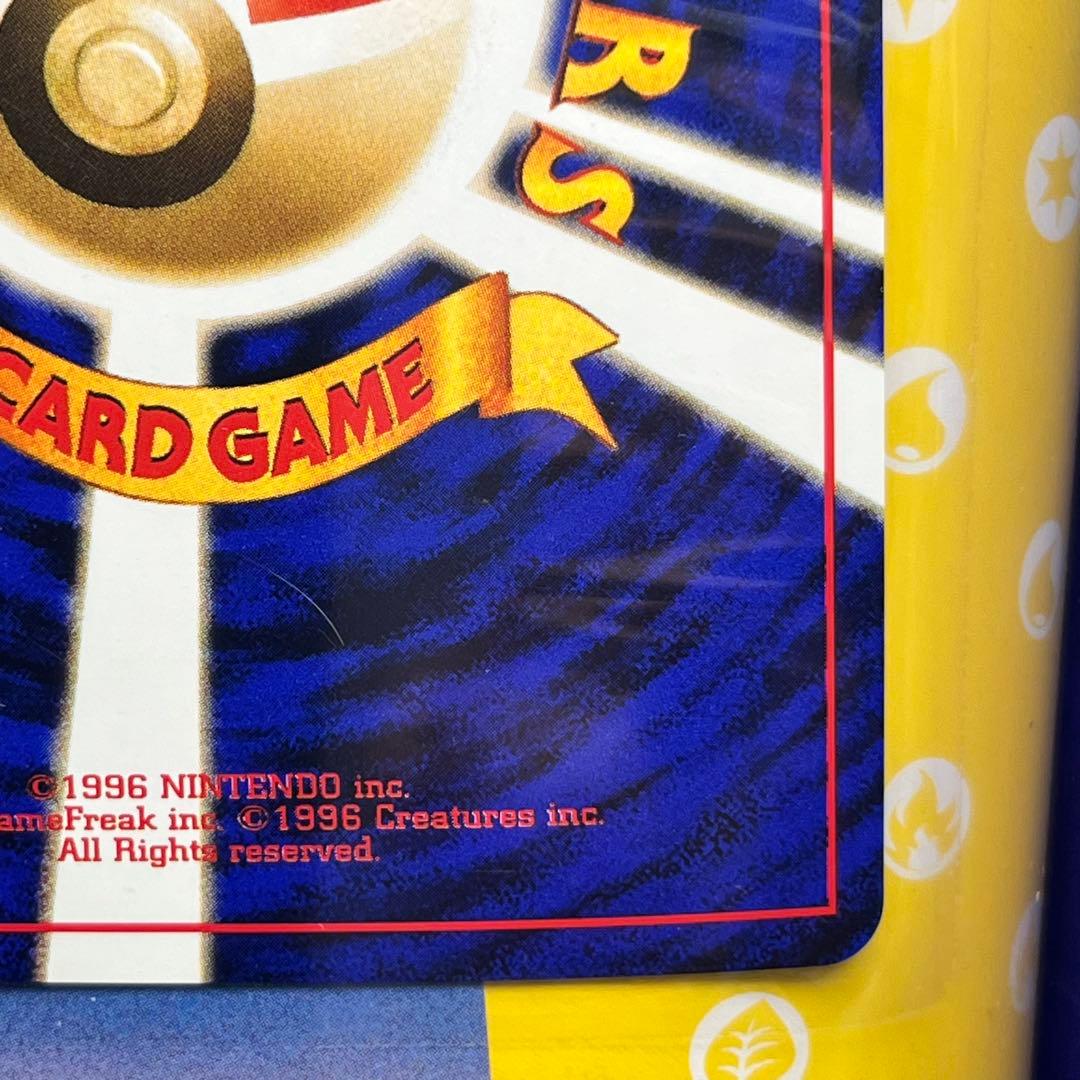 RS
CARD GAME
©1996 NINTENDO inc.
ameFreak inc. ©1996 Creatures inc.
All Rights reserved.